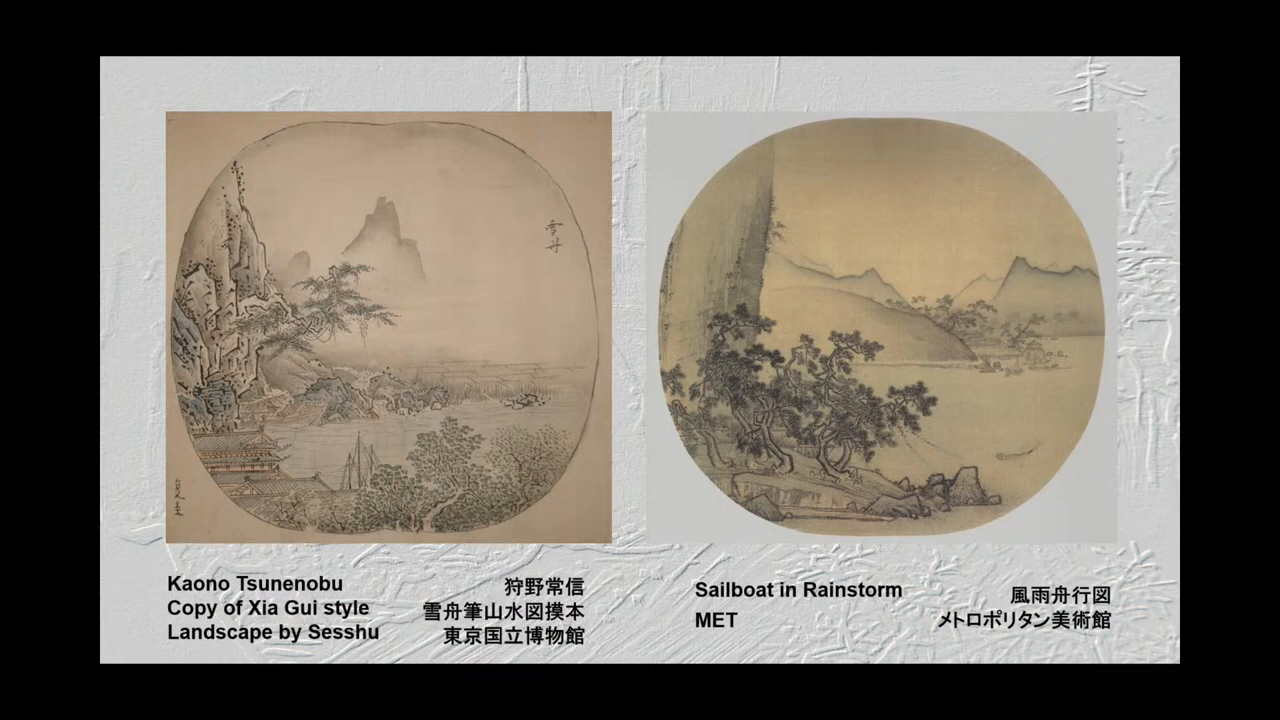 雪舟
夏圭
Kaono Tsunenobu
Copy of Xia Gui style
Landscape by Sesshu
狩野常信
雪舟筆山水図摸本
東京国立博物館
Sailboat in Rainstorm
MET
風雨舟行図
メトロポリタン美術館